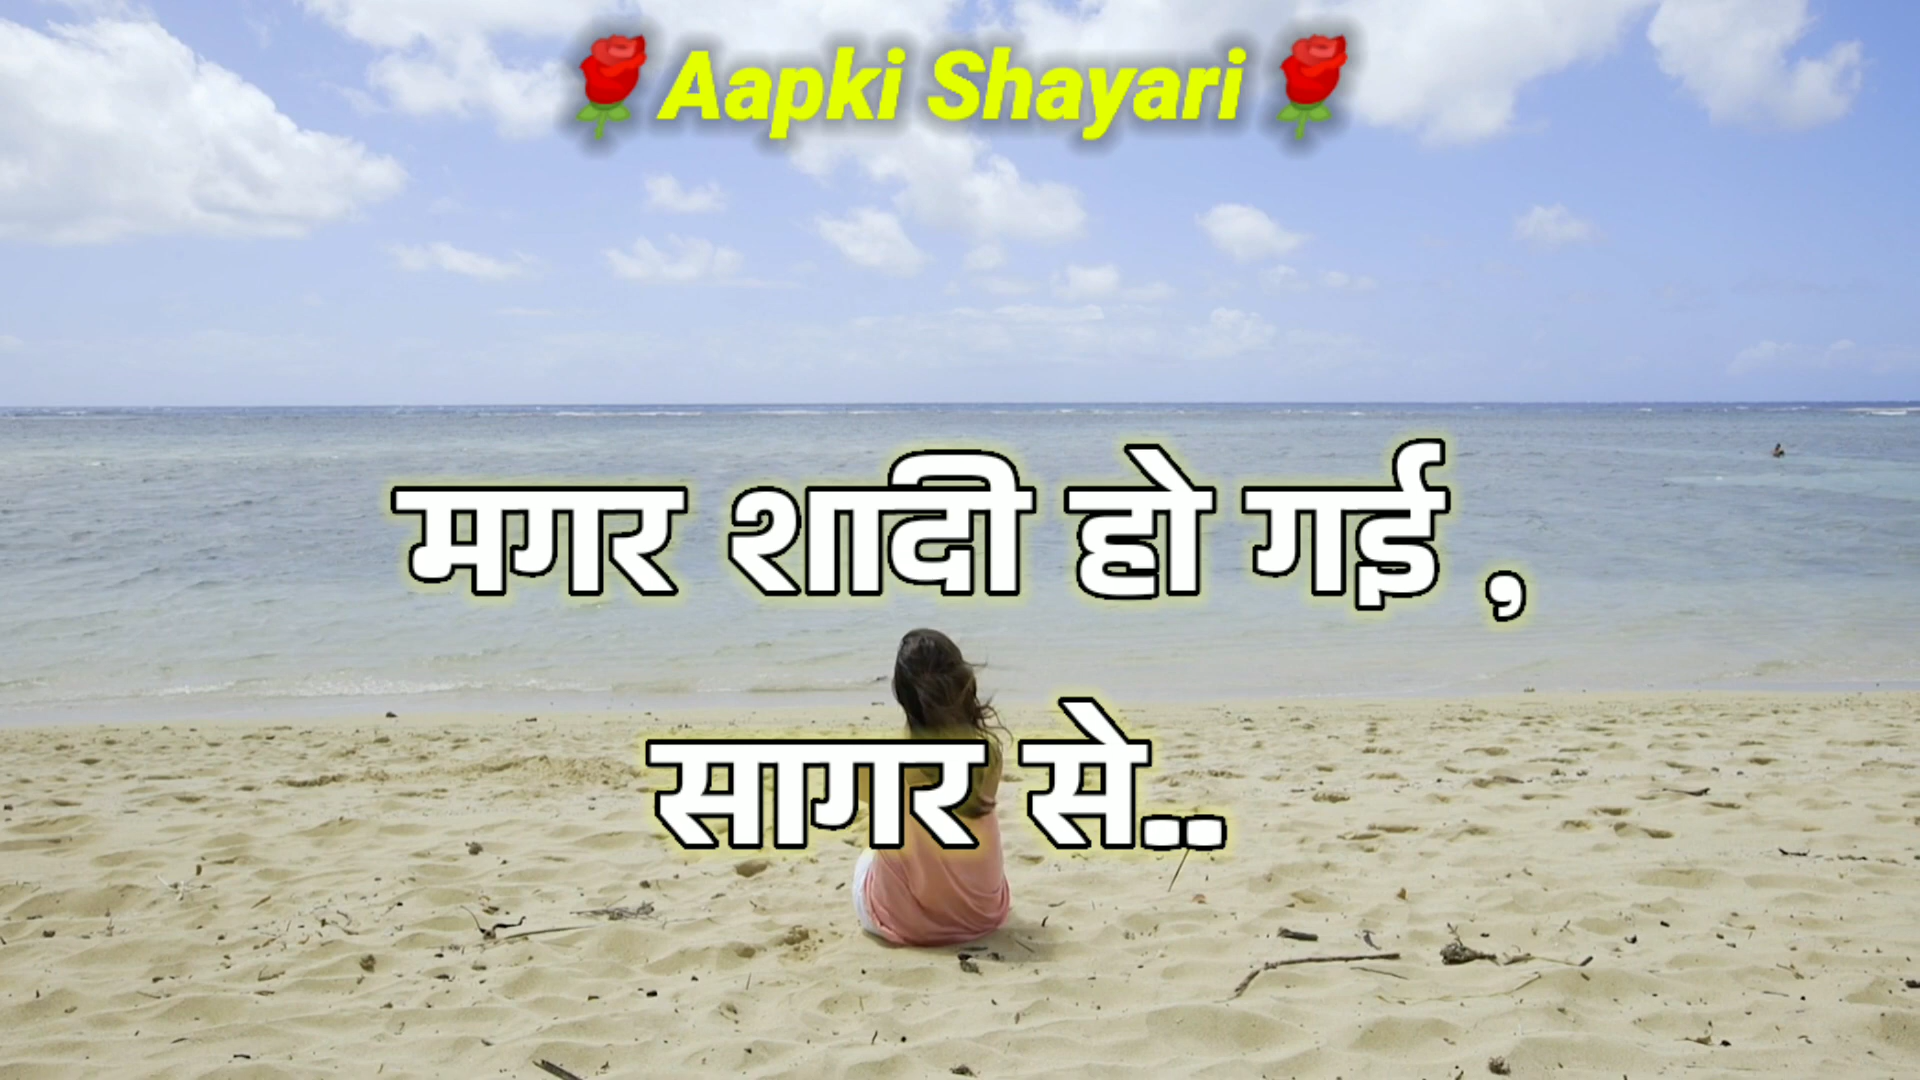 🌹Aapki Shayari🌹
मगर शादी हो गई ,
सागर से..